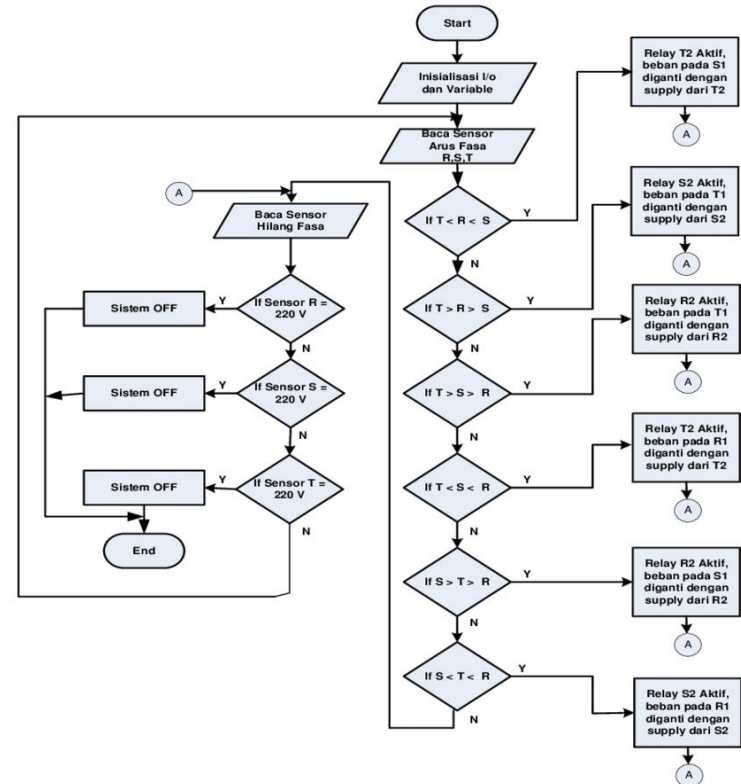 Start
Inisialisasi I/o
dan Variable
Baca Sensor
Arus Fasa
R,S,T
If T < R < S
Y
N
Relay T2 Aktif,
beban pada S1
diganti dengan
supply dari T2
A
If T > R > S
Y
N
Relay S2 Aktif,
beban pada T1
diganti dengan
supply dari S2
A
If T > S > R
Y
N
Relay R2 Aktif,
beban pada T1
diganti dengan
supply dari R2
A
If T < S < R
Y
N
Relay T2 Aktif,
beban pada R1
diganti dengan
supply dari T2
A
If S > T > R
Y
N
Relay R2 Aktif,
beban pada S1
diganti dengan
supply dari R2
A
If S < T < R
Y
N
Relay S2 Aktif,
beban pada R1
diganti dengan
supply dari S2
A
A
Baca Sensor
Hilang Fasa
If Sensor R =
220 V
Y
N
Sistem OFF
If Sensor S =
220 V
Y
N
Sistem OFF
If Sensor T =
220 V
Y
N
Sistem OFF
End